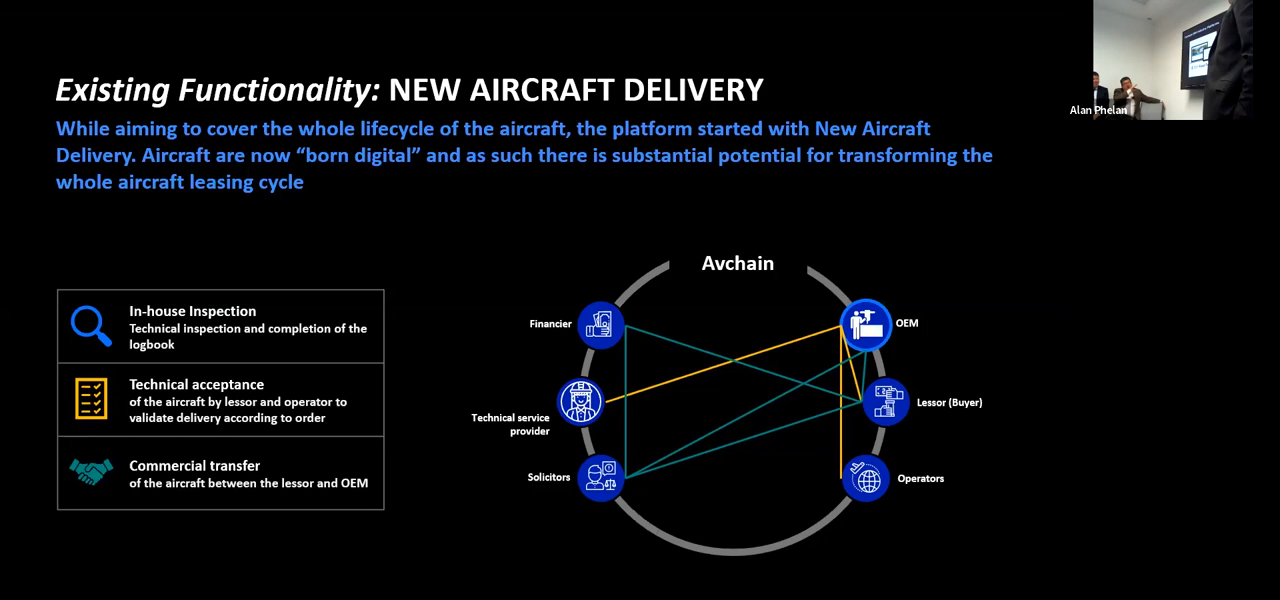 Existing Functionality: NEW AIRCRAFT DELIVERY
While aiming to cover the whole lifecycle of the aircraft, the platform started with New Aircraft
Delivery. Aircraft are now “born digital” and as such there is substantial potential for transforming the
whole aircraft leasing cycle
Alan Phelan
In-house Inspection
Technical inspection and completion of the
logbook
Technical acceptance
of the aircraft by lessor and operator to
validate delivery according to order
Commercial transfer
of the aircraft between the lessor and OEM
Avchain
Financier
OEM
Technical service
provider
Lessor (Buyer)
Solicitors
Operators